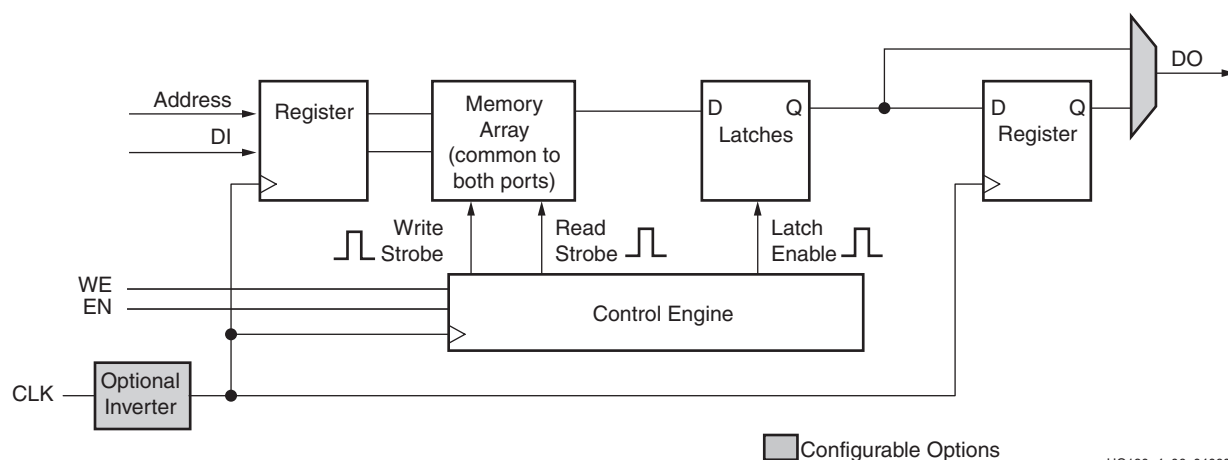 DO
Address
DI
Register
Memory
Array
(common to
both ports)
D Q
Latches
D Q
Register
Write
Strobe
Read
Strobe
Latch
Enable
WE
EN
Control Engine
CLK
Optional
Inverter
Configurable Options